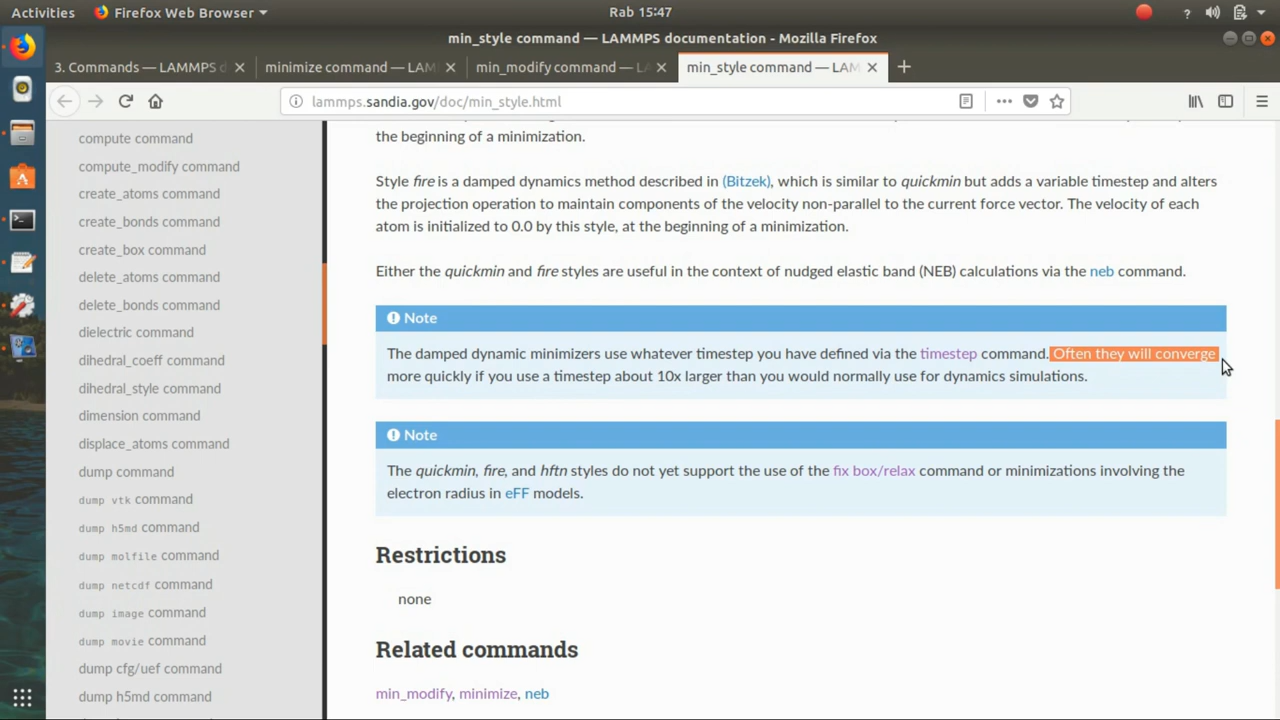 Activities Firefox Web Browser Rab 15:47 ?
min_style command — LAMMPS documentation - Mozilla Firefox
3. Commands — LAMMPS d minimize command — LAM min_modify command — LA min_style command — LAM
lammps.sandia.gov/doc/min_style.html
compute command
compute_modify command
create_atoms command
create_bonds command
create_box command
delete_atoms command
delete_bonds command
dielectric command
dihedral_coeff command
dihedral_style command
dimension command
displace_atoms command
dump command
dump vtk command
dump h5md command
dump molfile command
dump netcdf command
dump image command
dump movie command
dump cfg/uef command
dump h5md command
the beginning of a minimization.
Style fire is a damped dynamics method described in (Bitzek), which is similar to quickmin but adds a variable timestep and alters
the projection operation to maintain components of the velocity non-parallel to the current force vector. The velocity of each
atom is initialized to 0.0 by this style, at the beginning of a minimization.
Either the quickmin and fire styles are useful in the context of nudged elastic band (NEB) calculations via the neb command.
Note
The damped dynamic minimizers use whatever timestep you have defined via the timestep command. Often they will converge
more quickly if you use a timestep about 10x larger than you would normally use for dynamics simulations.
Note
The quickmin, fire, and hftn styles do not yet support the use of the fix box/relax command or minimizations involving the
electron radius in eFF models.
Restrictions
none
Related commands
min_modify, minimize, neb